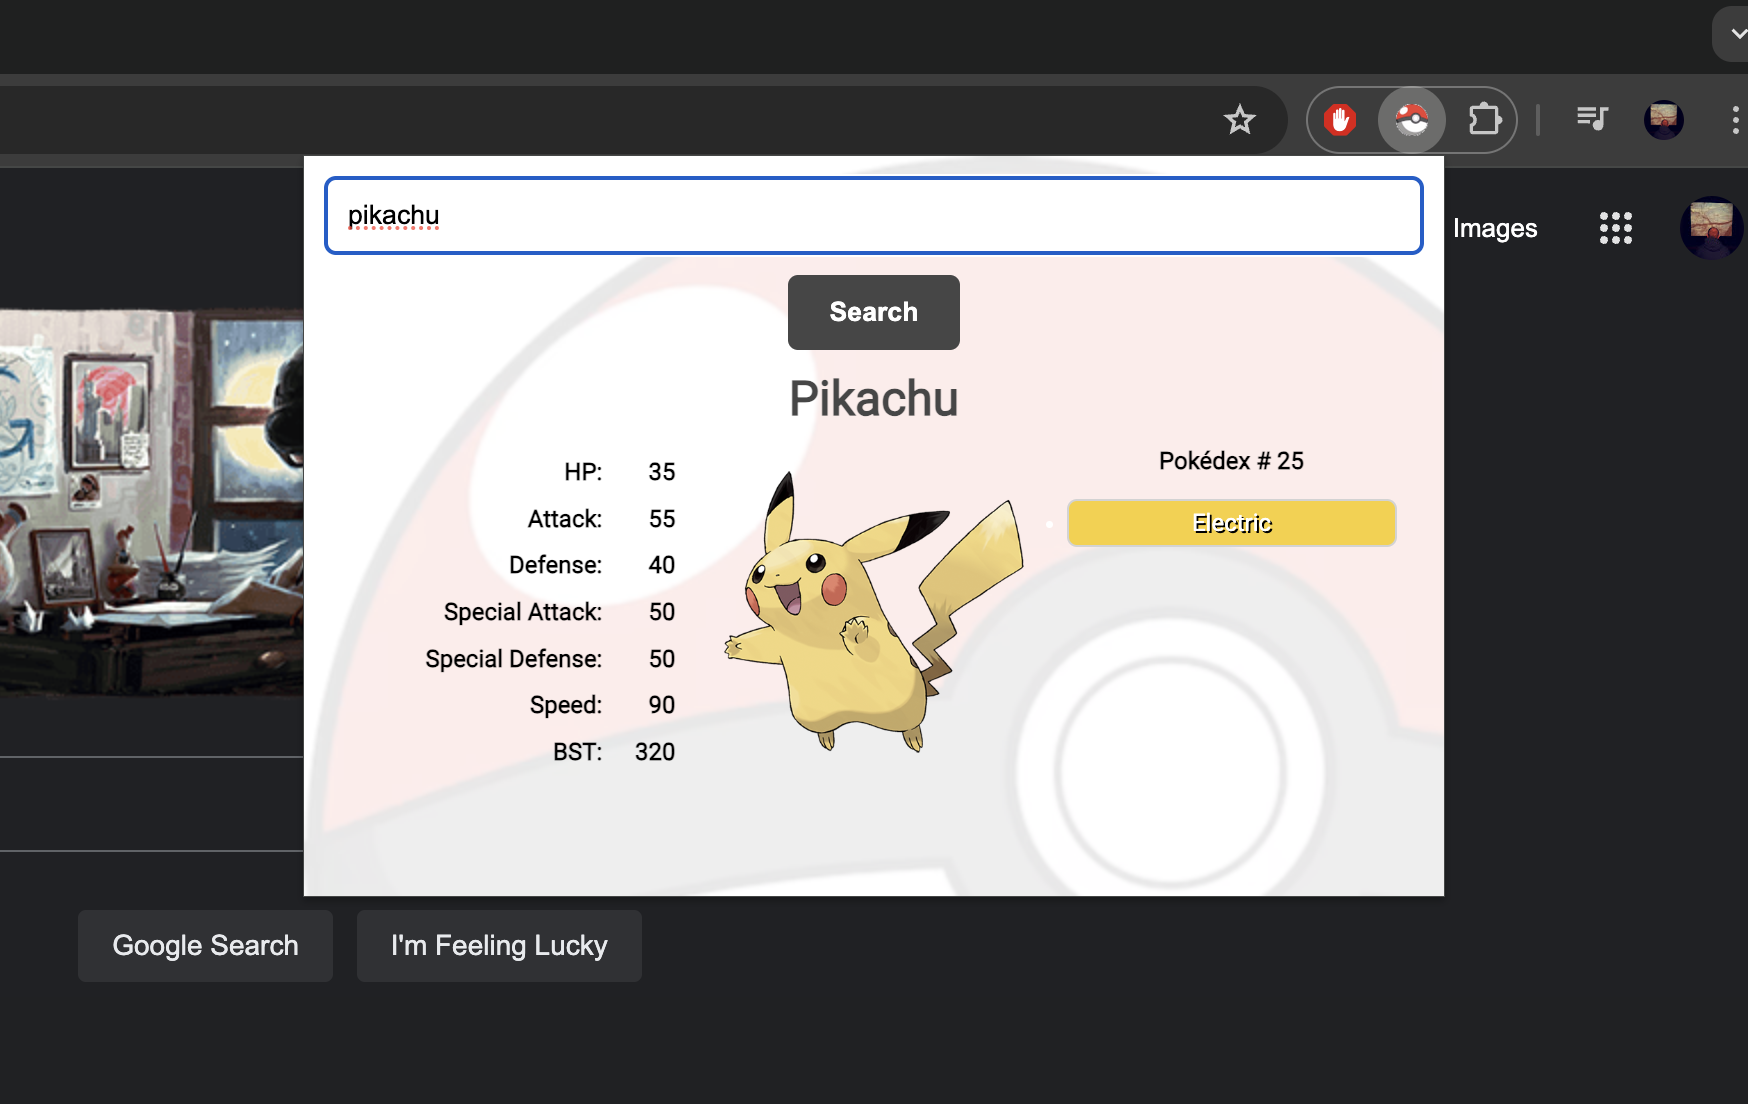 pikachu
Images
Search
Pikachu
Pokédex # 25
Electric
HP: 35
Attack: 55
Defense: 40
Special Attack: 50
Special Defense: 50
Speed: 90
BST: 320
Google Search
I'm Feeling Lucky